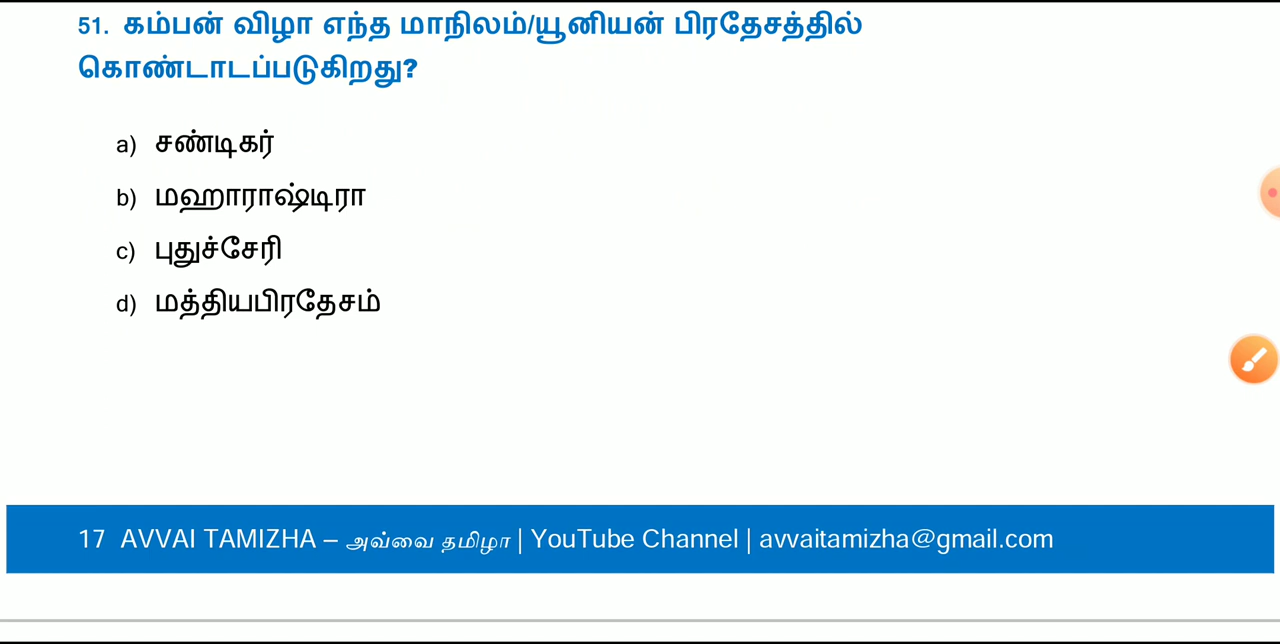 51. கம்பன் விழா எந்த மாநிலம்/யூனியன் பிரதேசத்தில்
கொண்டாடப்படுகிறது?
a) சண்டிகர்
b) மஹாராஷ்டிரா
c) புதுச்சேரி
d) மத்தியபிரதேசம்
17 AVVAI TAMIZHA – அவ்வை தமிழா | YouTube Channel | avvaitamizha@gmail.com